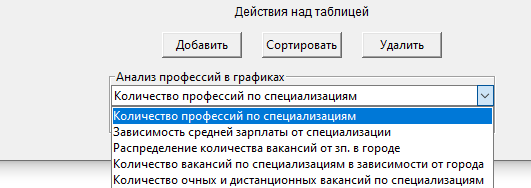 Действия над таблицей
Добавить Сортировать Удалить
Анализ профессий в графиках
Количество профессий по специализациям
Количество профессий по специализациям
Зависимость средней зарплаты от специализации
Распределение количества вакансий от зп. в городе
Количество вакансий по специализациям в зависимости от города
Количество очных и дистанционных вакансий по специализациям